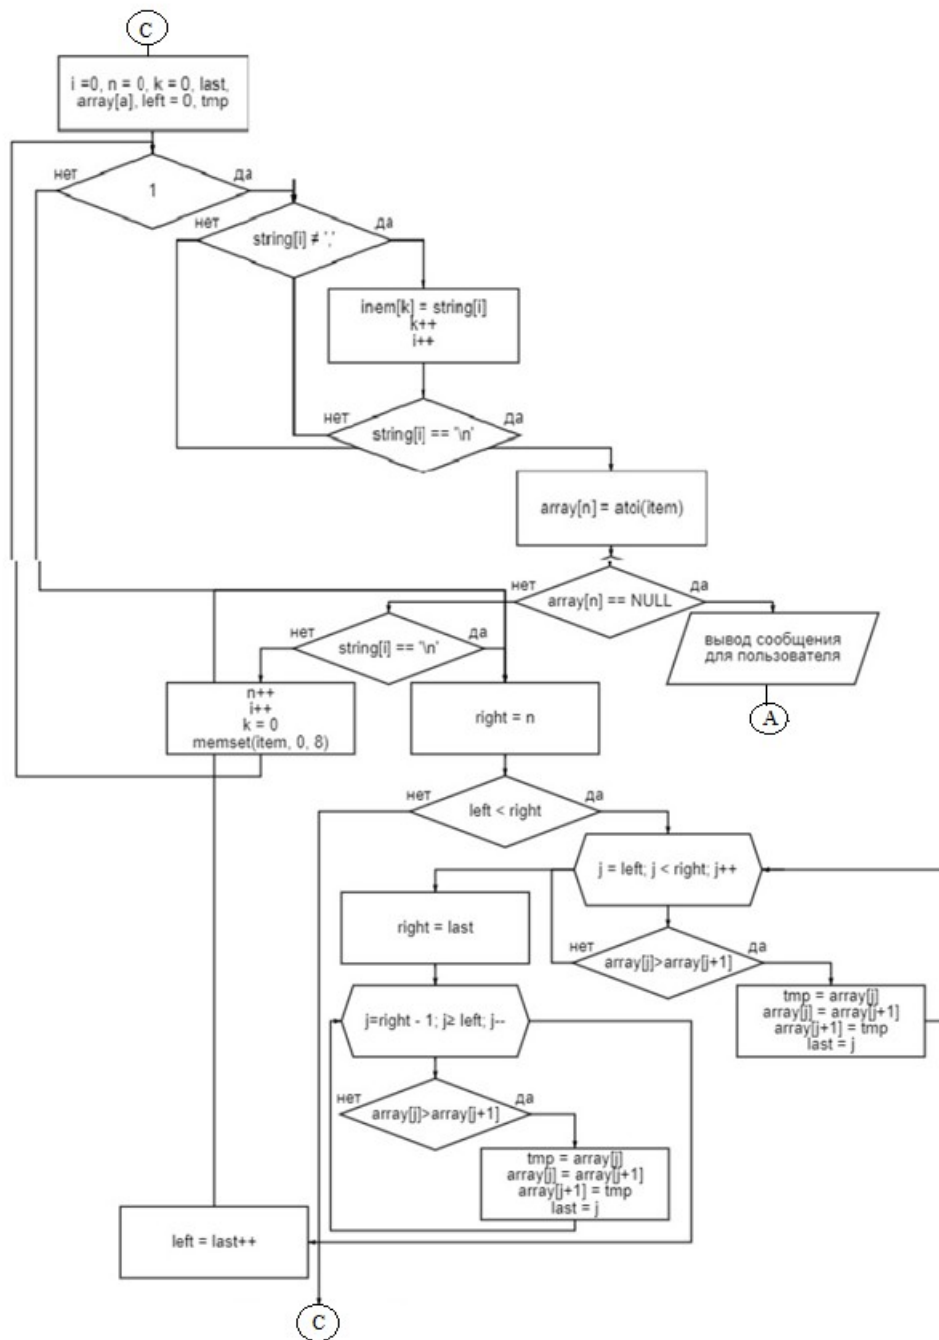 C
i =0, n = 0, k = 0, last,
array[a], left = 0, tmp
нет
да
1
нет
да
string[i] ≠ ','
inem[k] = string[i]
k++
i++
нет
да
string[i] == '\n'
array[n] = atoi(item)
нет
да
array[n] == NULL
нет
да
string[i] == '\n'
вывод сообщения
для пользователя
n++
i++
k = 0
memset(item, 0, 8)
right = n
A
нет
да
left < right
j = left; j < right; j++
right = last
нет
да
array[j]>array[j+1]
tmp = array[j]
array[j] = array[j+1]
array[j+1] = tmp
last = j
j=right - 1; j≥ left; j--
нет
да
array[j]>array[j+1]
tmp = array[j]
array[j] = array[j+1]
array[j+1] = tmp
last = j
left = last++
C